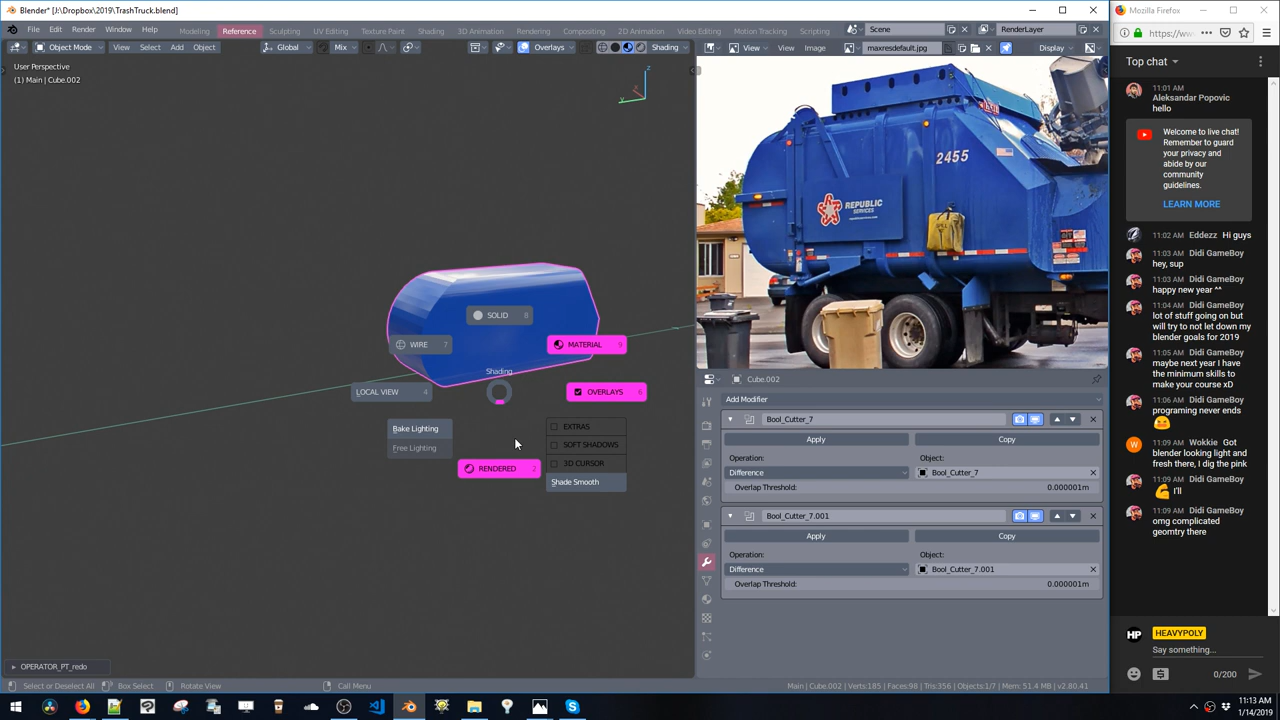 Blender* [J:\Dropbox\2019\TrashTruck.blend]
File Edit Render Window Help Modeling Reference Sculpting UV Editing Texture Paint Shading Animation Rendering Compositing 2D Animation Masking Motion Tracking Video Editing Scripting Scene RenderLayer
Object Mode View Select Add Object Global Mix Overlays Shading
View View Image maxresdefault.jpg Display
User Perspective
(1) Main | Cube.002
z
2455
REPUBLIC
SERVICES
SOLID 8
WIRE 7
MATERIAL 9
Shading
LOCAL VIEW 4
OVERLAYS 6
Bake Lighting
Free Lighting
EXTRAS
SOFT SHADOWS
3D CURSOR
RENDERED 2
Shade Smooth
OPERATOR_PT_redo
Cube.002
Add Modifier
Bool_Cutter_7
Apply Copy
Operation: Object:
Difference Bool_Cutter_7
Overlap Threshold: 0.000001m
Bool_Cutter_7.001
Apply Copy
Operation: Object:
Difference Bool_Cutter_7.001
Overlap Threshold: 0.000001m
Select or Deselect All Box Select Rotate View Call Menu
Main | Cube.002 | Verts:185 | Faces:98 | Tris:356 | Objects:1/7 | Mem: 51.4 MB | v2.80.41
Mozilla Firefox
https://ww
Top chat
11:01 AM
Aleksandar Popovic
hello
Welcome to live chat!
Remember to guard
your privacy and
abide by our
community
guidelines.
LEARN MORE
11:02 AM Eddezz Hi guys
11:03 AM Didi GameBoy
hey, sup
11:03 AM Didi GameBoy
happy new year ^^
11:04 AM Didi GameBoy
lot of stuff going on but
will try to not let down my
blender goals for 2019
11:05 AM Didi GameBoy
maybe next year I have
the minimum skills to
make your course xD
11:06 AM Didi GameBoy
programing never ends
11:09 AM Wokkie Got
blender looking light and
fresh there, I dig the pink
11:09 AM Didi GameBoy
I'll
11:09 AM Didi GameBoy
omg complicated
geomtry there
HP HEAVYPOLY
Say something...
0/200
11:13 AM
1/14/2019